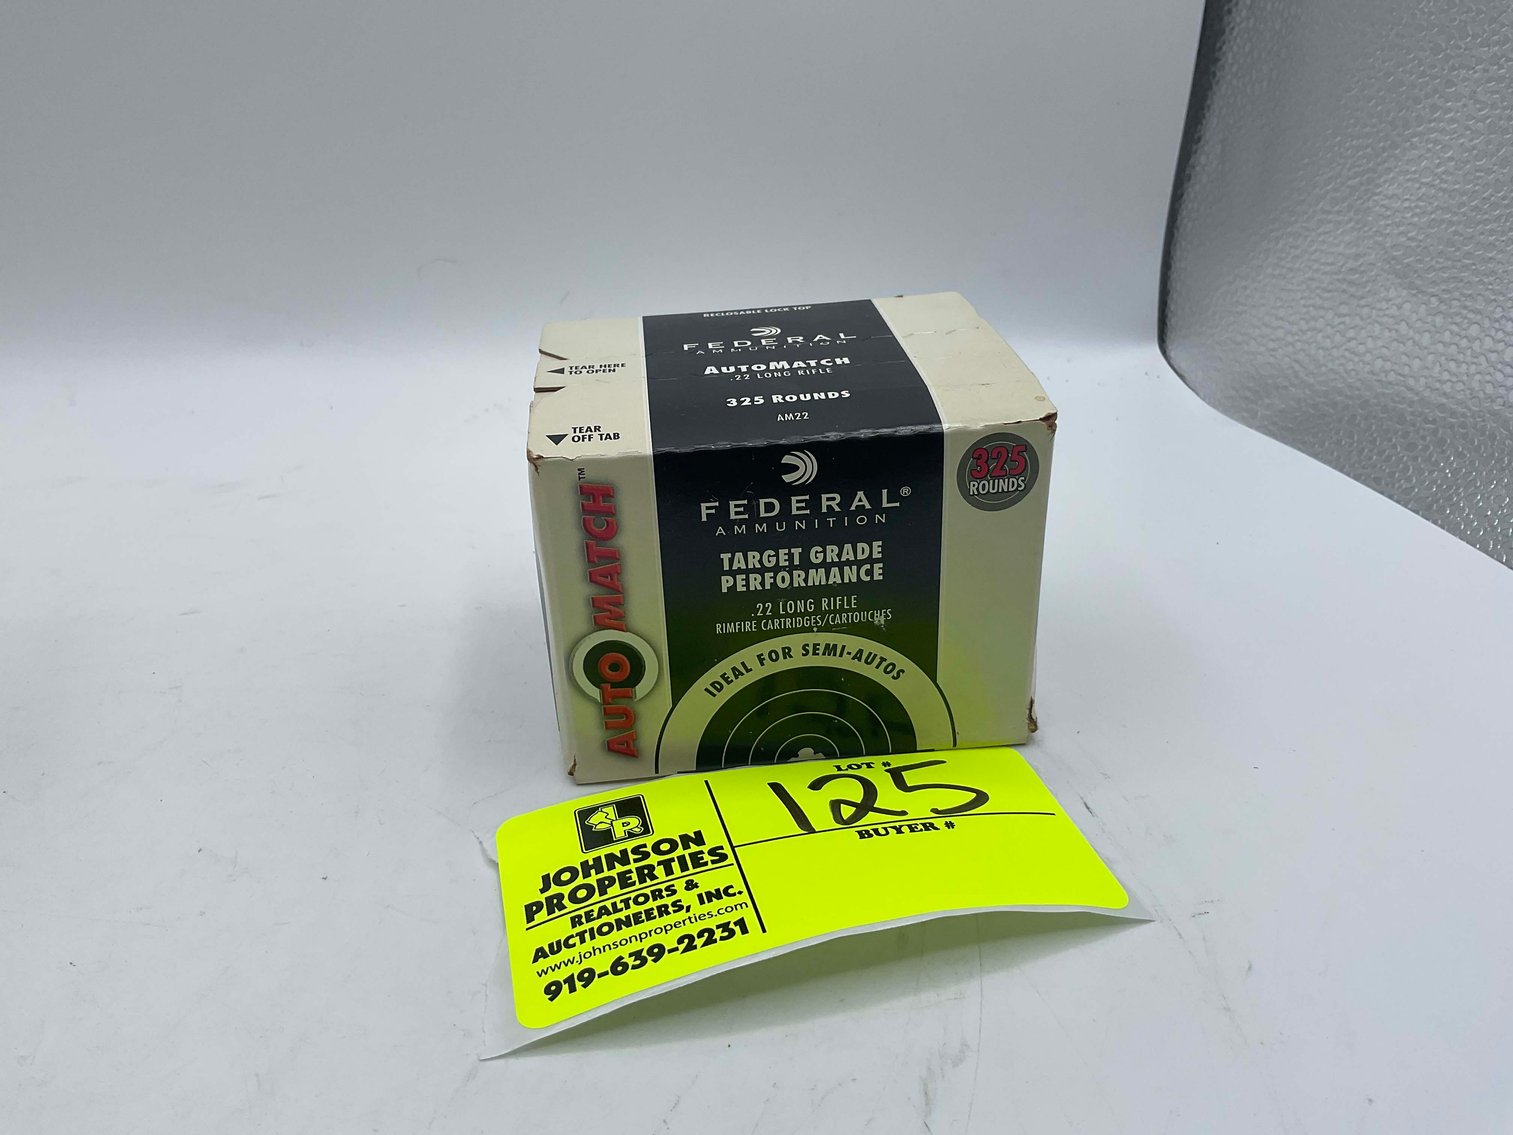 RECLOSABLE LOCK TOP
FEDERAL
AMMUNITION
AUTOMATCH
.22 LONG RIFLE
325 ROUNDS
AM22
TEAR HERE
TO OPEN
TEAR
OFF TAB
AUTOMATCH™
FEDERAL®
AMMUNITION
TARGET GRADE
PERFORMANCE
.22 LONG RIFLE
RIMFIRE CARTRIDGES/CARTOUCHES
IDEAL FOR SEMI-AUTOS
325
ROUNDS
JP
JOHNSON
PROPERTIES
REALTORS &
AUCTIONEERS, INC.
www.johnsonproperties.com
919-639-2231
LOT #
125
BUYER #